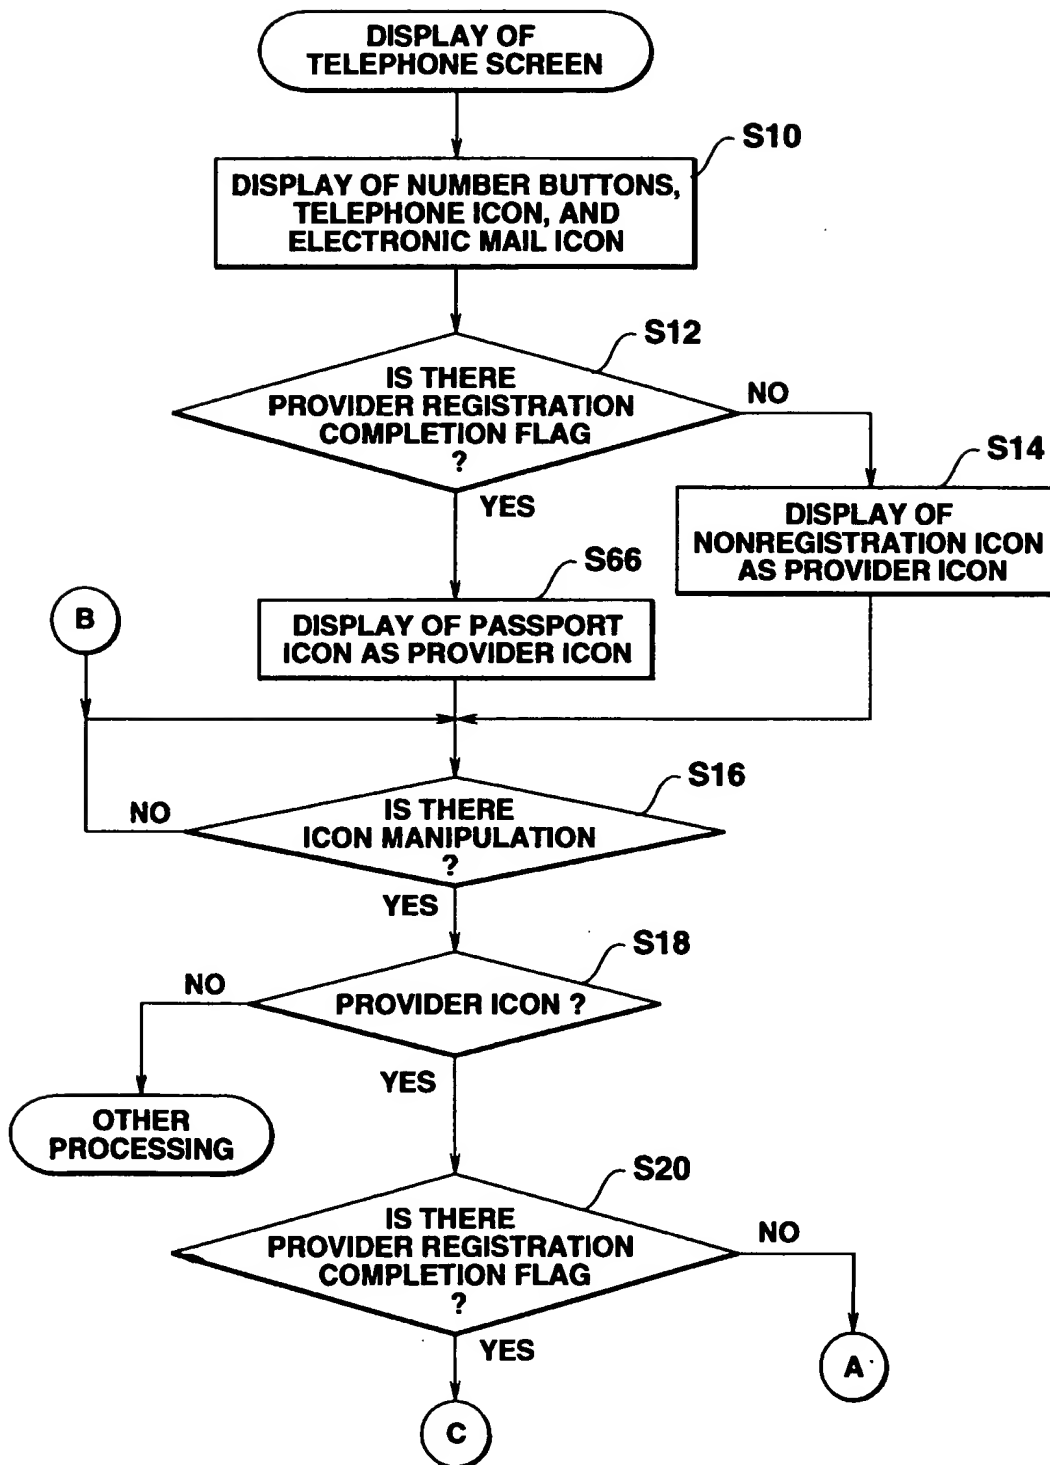 DISPLAY OF
TELEPHONE SCREEN
S10
DISPLAY OF NUMBER BUTTONS,
TELEPHONE ICON, AND
ELECTRONIC MAIL ICON
S12
IS THERE
PROVIDER REGISTRATION
COMPLETION FLAG
?
NO
YES
S14
DISPLAY OF
NONREGISTRATION ICON
AS PROVIDER ICON
S66
DISPLAY OF PASSPORT
ICON AS PROVIDER ICON
B
S16
IS THERE
ICON MANIPULATION
?
NO
YES
S18
PROVIDER ICON ?
NO
YES
OTHER
PROCESSING
S20
IS THERE
PROVIDER REGISTRATION
COMPLETION FLAG
?
NO
YES
A
C